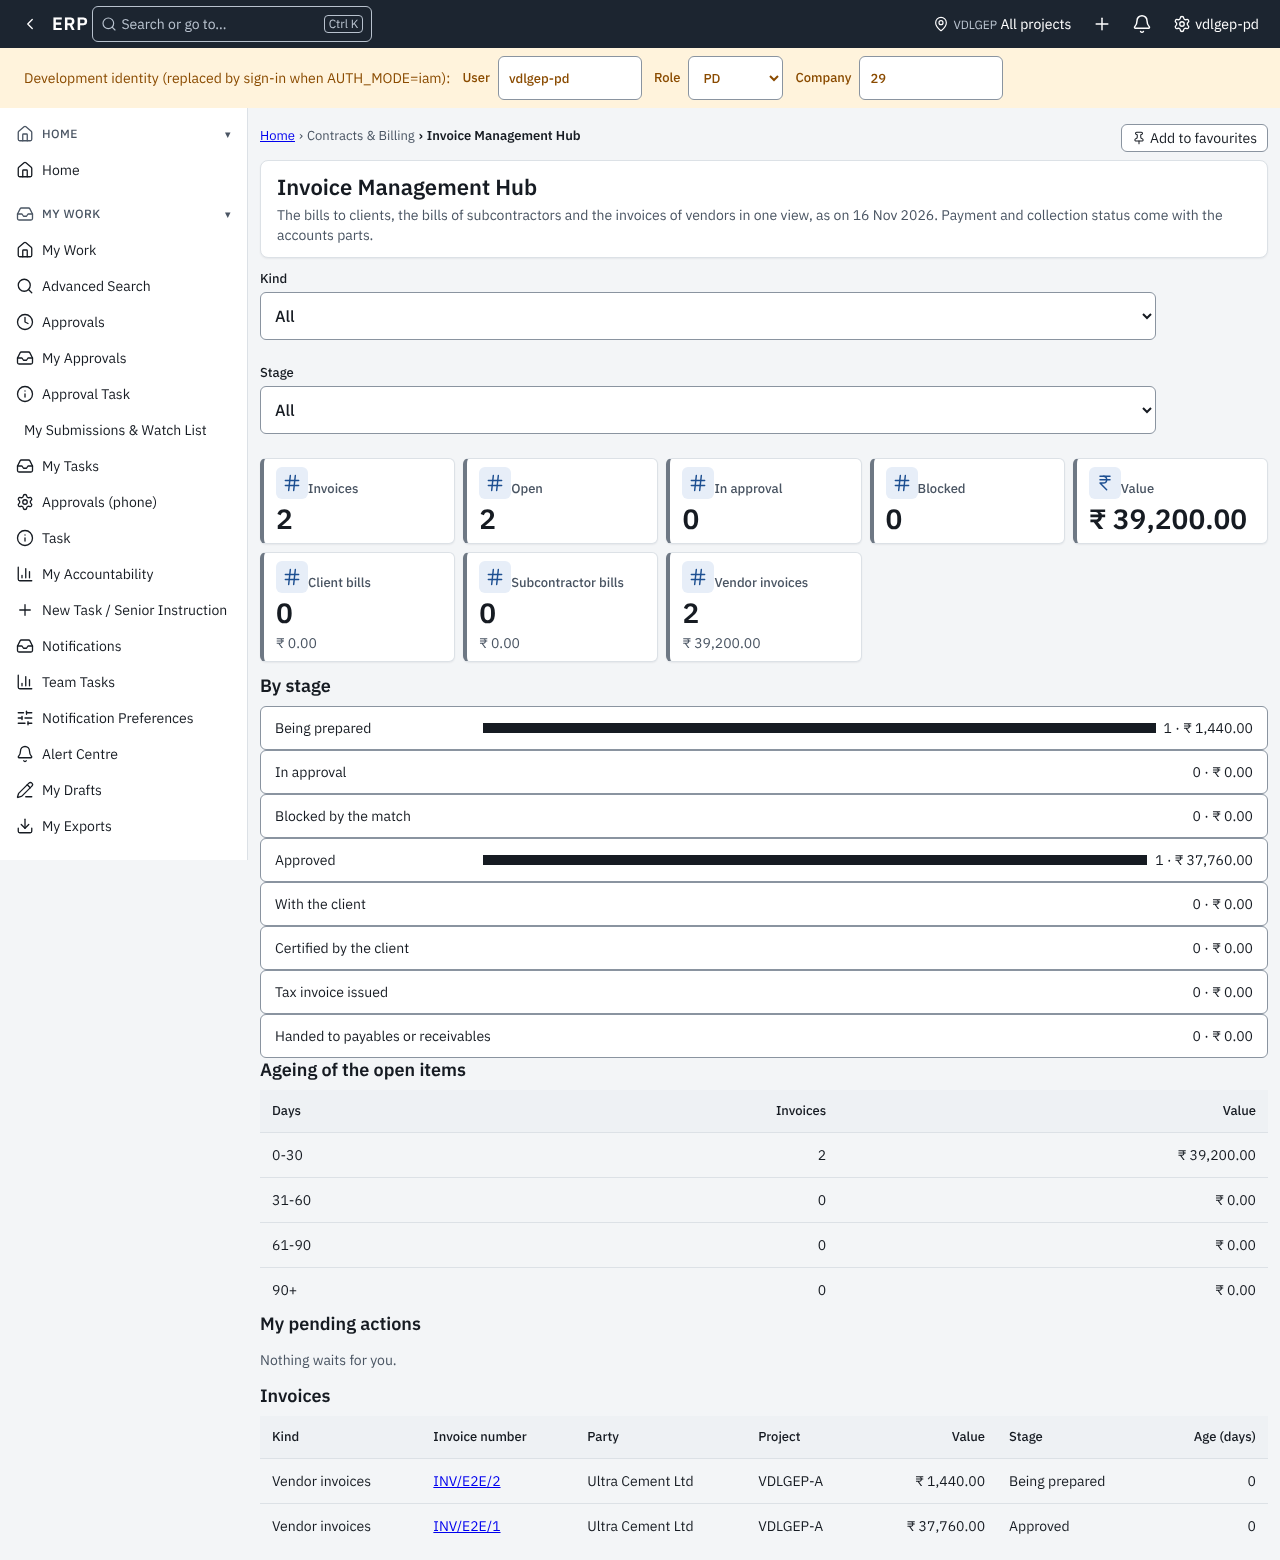 ERP
Search or go to...
Ctrl K
VDLGEP All projects
vdlgep-pd
Development identity (replaced by sign-in when AUTH_MODE=iam):
User
vdlgep-pd
Role
PD
Company
29
HOME
Home
MY WORK
My Work
Advanced Search
Approvals
My Approvals
Approval Task
My Submissions & Watch List
My Tasks
Approvals (phone)
Task
My Accountability
New Task / Senior Instruction
Notifications
Team Tasks
Notification Preferences
Alert Centre
My Drafts
My Exports
Home › Contracts & Billing › Invoice Management Hub
Add to favourites
Invoice Management Hub
The bills to clients, the bills of subcontractors and the invoices of vendors in one view, as on 16 Nov 2026. Payment and collection status come with the
accounts parts.
Kind
All
Stage
All
Invoices
2
Open
2
In approval
0
Blocked
0
₹ Value
₹ 39,200.00
Client bills
0
₹ 0.00
Subcontractor bills
0
₹ 0.00
Vendor invoices
2
₹ 39,200.00
By stage
Being prepared 1 · ₹ 1,440.00
In approval 0 · ₹ 0.00
Blocked by the match 0 · ₹ 0.00
Approved 1 · ₹ 37,760.00
With the client 0 · ₹ 0.00
Certified by the client 0 · ₹ 0.00
Tax invoice issued 0 · ₹ 0.00
Handed to payables or receivables 0 · ₹ 0.00
Ageing of the open items
Days Invoices Value
0-30 2 ₹ 39,200.00
31-60 0 ₹ 0.00
61-90 0 ₹ 0.00
90+ 0 ₹ 0.00
My pending actions
Nothing waits for you.
Invoices
Kind Invoice number Party Project Value Stage Age (days)
Vendor invoices INV/E2E/2 Ultra Cement Ltd VDLGEP-A ₹ 1,440.00 Being prepared 0
Vendor invoices INV/E2E/1 Ultra Cement Ltd VDLGEP-A ₹ 37,760.00 Approved 0